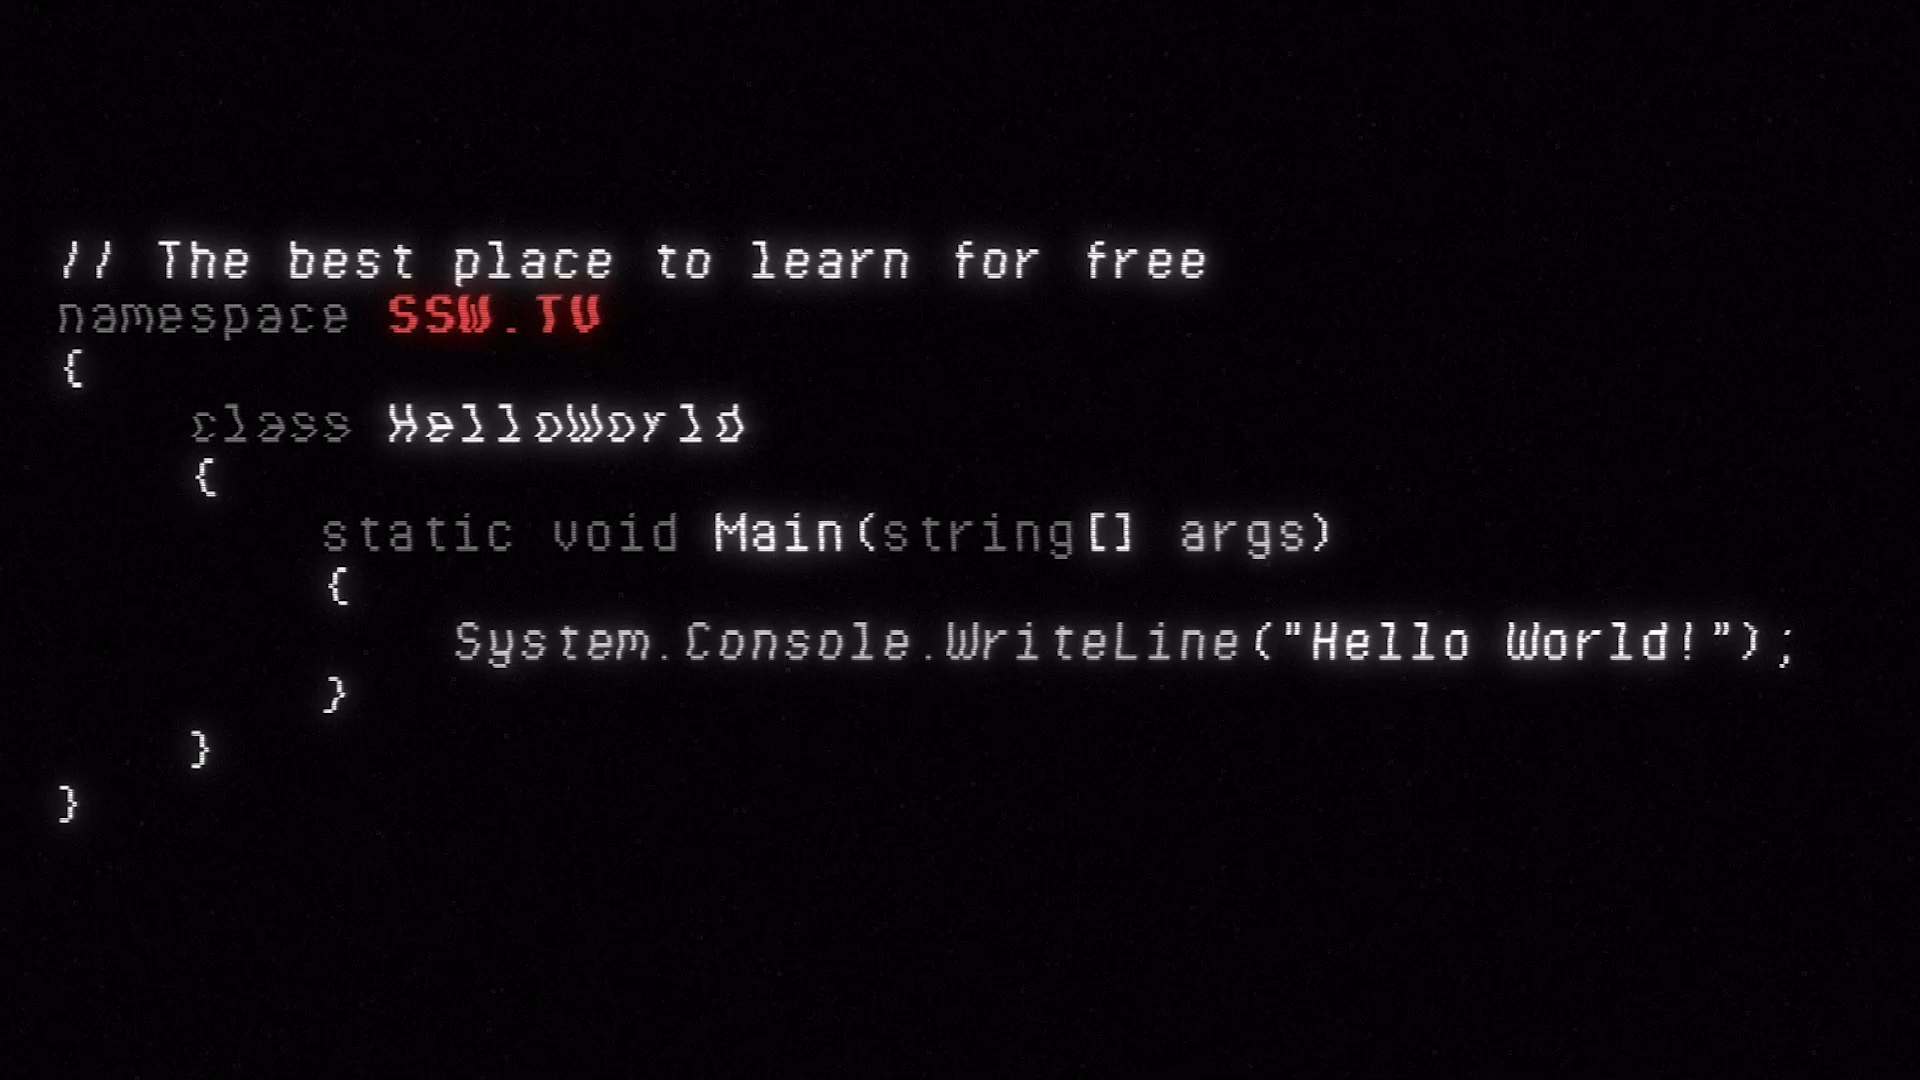 // The best place to learn for free
namespace SSW.TV
{
class HelloWorld
{
static void Main(string[] args)
{
System.Console.WriteLine("Hello World!");
}
}
}